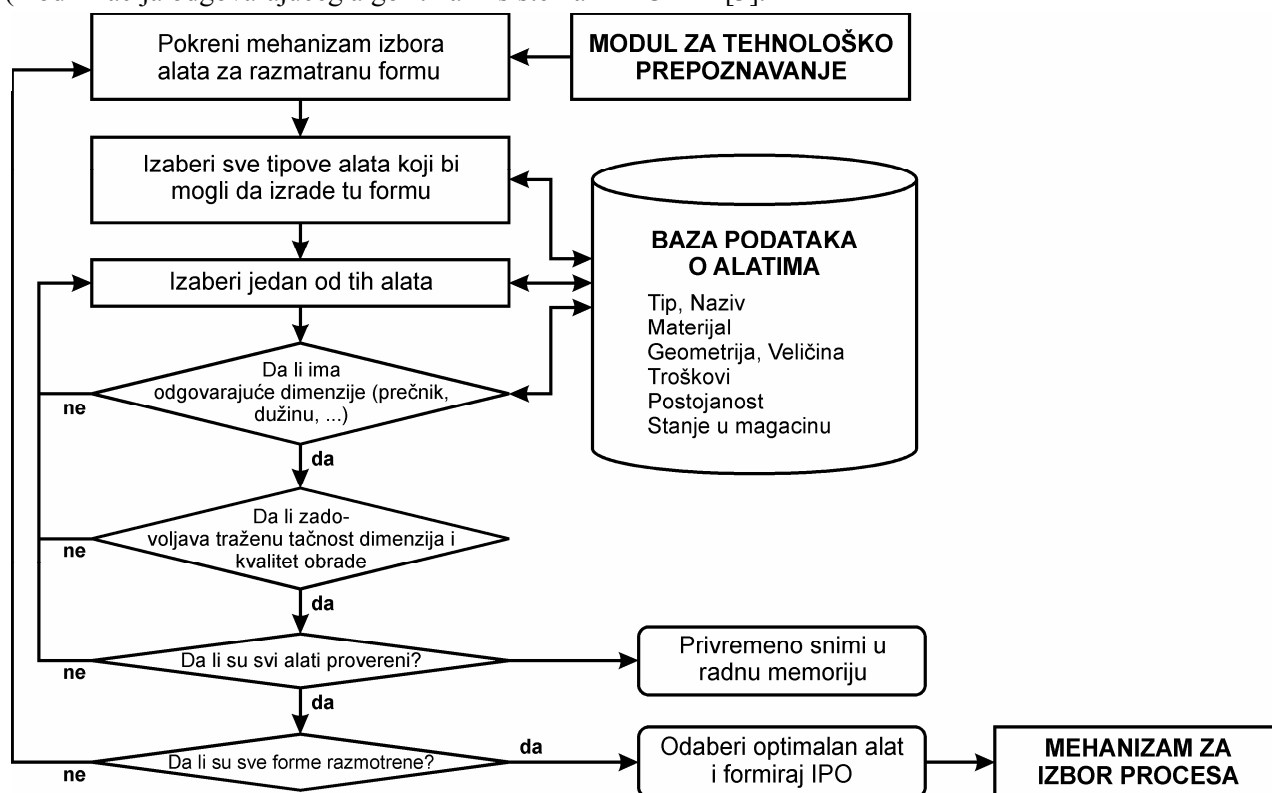 Pokreni mehanizam izbora
alata za razmatranu formu
MODUL ZA TEHNOLOŠKO
PREPOZNAVANJE
Izaberi sve tipove alata koji bi
mogli da izrade tu formu
BAZA PODATAKA
O ALATIMA
Tip, Naziv
Materijal
Geometrija, Veličina
Troškovi
Postojanost
Stanje u magacinu
Izaberi jedan od tih alata
Da li ima
odgovarajuće dimenzije (prečnik,
dužinu, ...)
ne
da
Da li zado-
voljava traženu tačnost dimenzija i
kvalitet obrade
ne
da
Da li su svi alati provereni?
ne
da
Privremeno snimi u
radnu memoriju
Da li su sve forme razmotrene?
ne
da
Odaberi optimalan alat
i formiraj IPO
MEHANIZAM ZA
IZBOR PROCESA